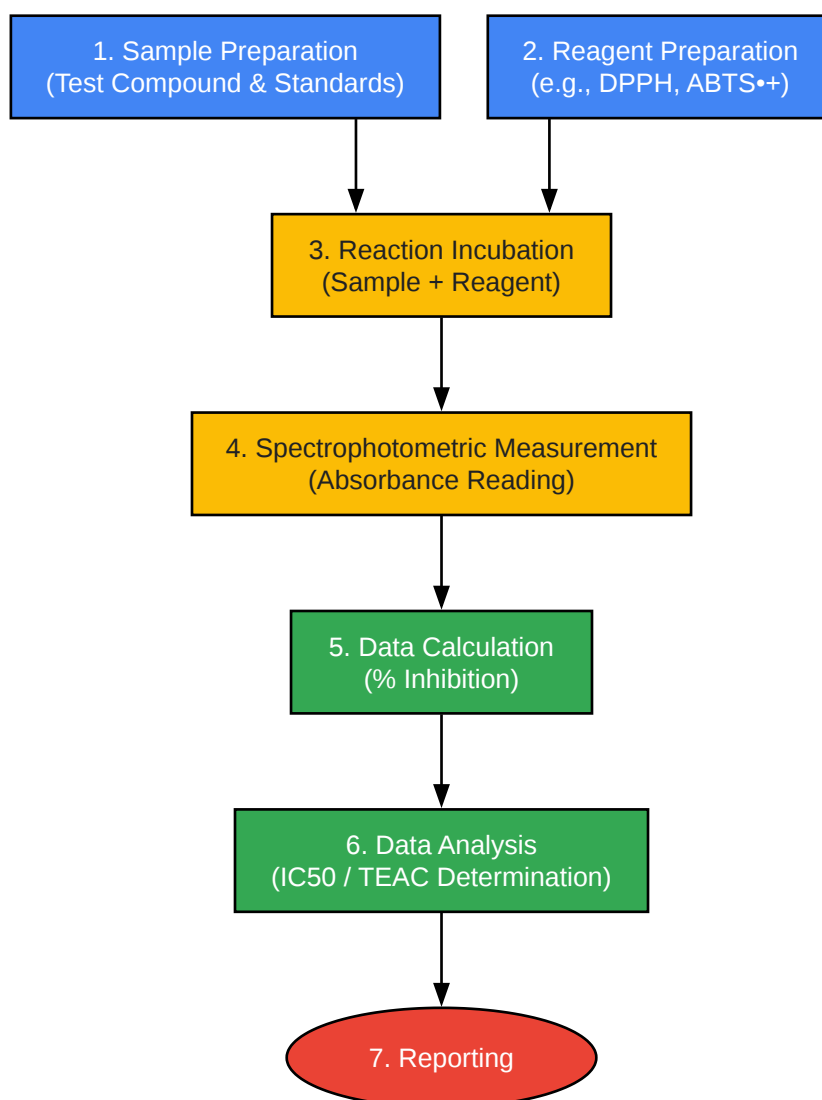 1. Sample Preparation
(Test Compound & Standards)
2. Reagent Preparation
(e.g., DPPH, ABTS•+)
3. Reaction Incubation
(Sample + Reagent)
4. Spectrophotometric Measurement
(Absorbance Reading)
5. Data Calculation
(% Inhibition)
6. Data Analysis
(IC50 / TEAC Determination)
7. Reporting